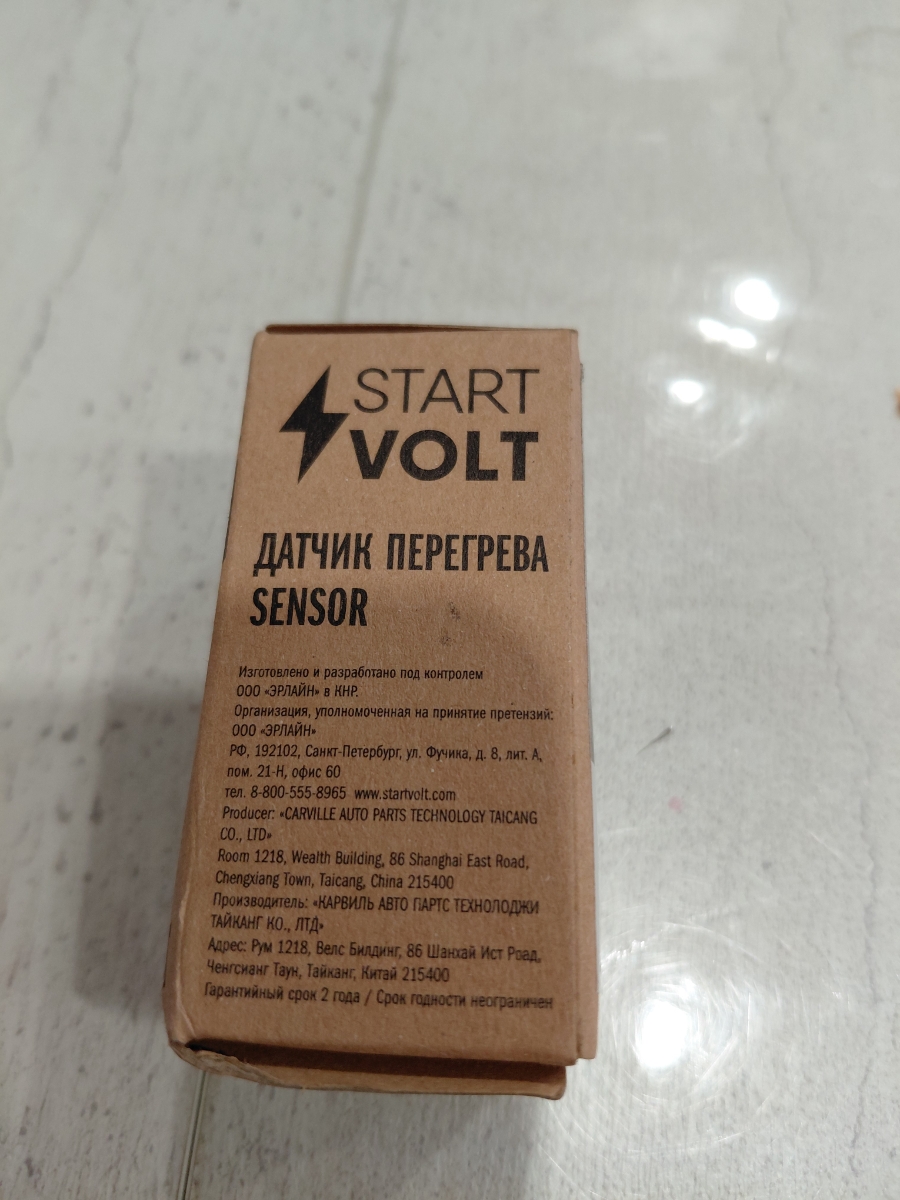 START
VOLT
ДАТЧИК ПЕРЕГРЕВА
SENSOR
Изготовлено и разработано под контролем
ООО «ЭРЛАЙН» в КНР.
Организация, уполномоченная на принятие претензий:
ООО «ЭРЛАЙН»
РФ, 192102, Санкт-Петербург, ул. Фучика, д. 8, лит. А,
пом. 21-Н, офис 60
тел. 8-800-555-8965 www.startvolt.com
Producer: «CARVILLE AUTO PARTS TECHNOLOGY TAICANG
CO., LTD»
Room 1218, Wealth Building, 86 Shanghai East Road,
Chengxiang Town, Taicang, China 215400
Производитель: «КАРВИЛЬ АВТО ПАРТС ТЕХНОЛОДЖИ
ТАЙКАНГ КО., ЛТД»
Адрес: Рум 1218, Велс Билдинг, 86 Шанхай Ист Роад,
Ченгсианг Таун, Тайканг, Китай 215400
Гарантийный срок 2 года / Срок годности неограничен